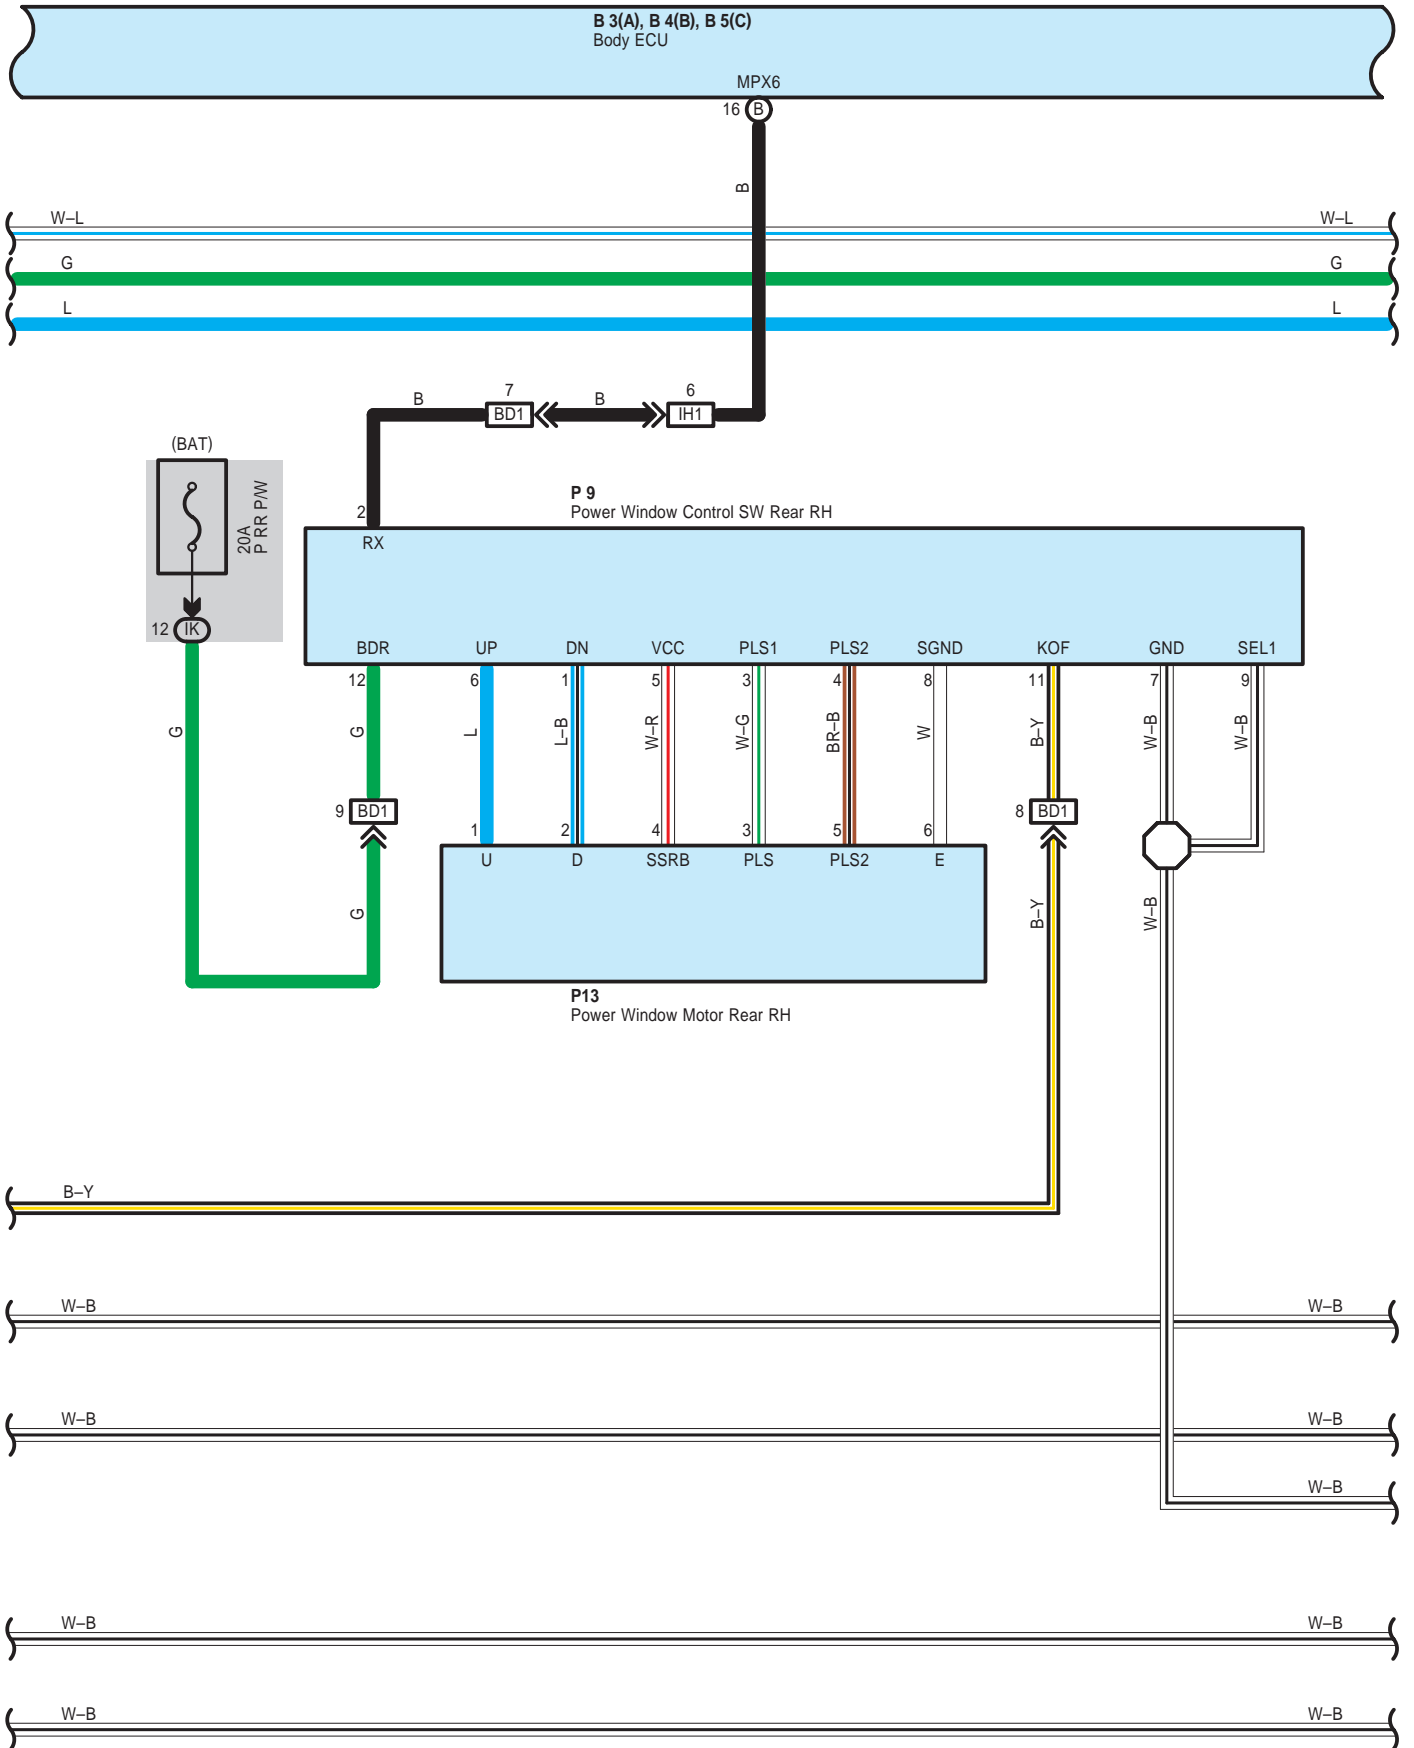 B 3(A), B 4(B), B 5(C)
Body ECU
MPX6
16 B
B
W–L W–L
G G
L L
7 6
B B
BD1 IH1
(BAT)
20A
P RR P/W
12 IK
P 9
Power Window Control SW Rear RH
2
RX
BDR UP DN VCC PLS1 PLS2 SGND KOF GND SEL1
12 6 1 5 3 4 8 11 7 9
G G L L–B W–R W–G BR–B W B–Y W–B W–B
9 BD1 8 BD1
1 2 4 3 5 6
U D SSRB PLS PLS2 E
G B–Y W–B
P13
Power Window Motor Rear RH
B–Y
W–B W–B
W–B W–B
W–B
W–B W–B
W–B W–B